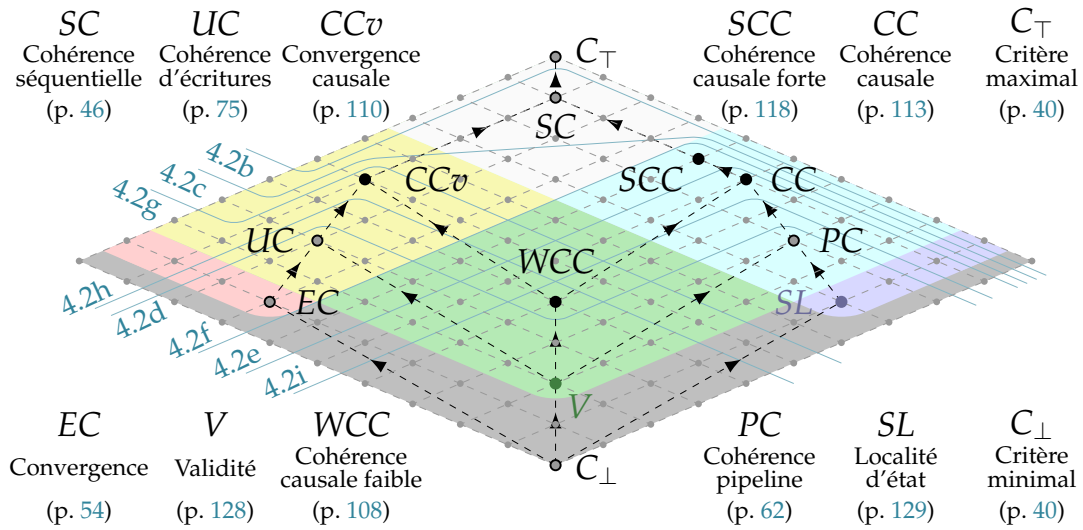 SC UC CCv SCC CC C⊤
Cohérence Cohérence Convergence Cohérence Cohérence Critère
séquentielle d'écritures causale causale forte causale maximal
(p. 46) (p. 75) (p. 110) (p. 118) (p. 113) (p. 40)
C⊤
SC
4.2b
4.2c
4.2g
CCv SCC CC
UC WCC PC
4.2h
4.2d
4.2f
4.2e
4.2i
EC SL
V
C⊥
EC V WCC PC SL C⊥
Convergence Validité Cohérence Cohérence Localité Critère
causale faible pipeline d'état minimal
(p. 54) (p. 128) (p. 108) (p. 62) (p. 129) (p. 40)